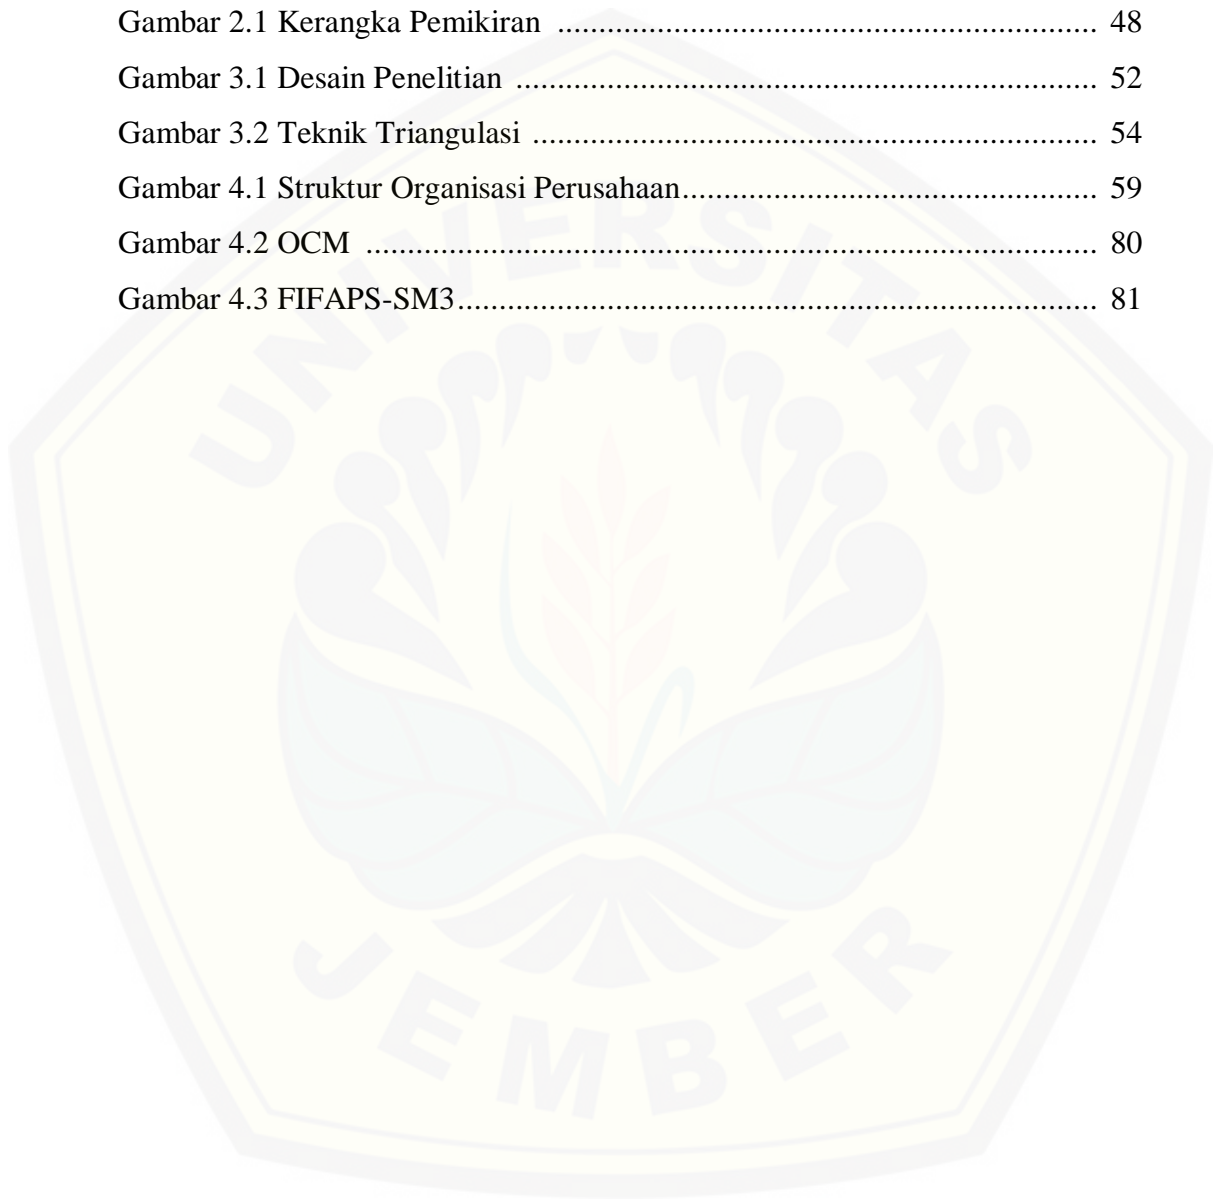 Gambar 2.1 Kerangka Pemikiran ................................................................. 48
Gambar 3.1 Desain Penelitian ...................................................................... 52
Gambar 3.2 Teknik Triangulasi .................................................................... 54
Gambar 4.1 Struktur Organisasi Perusahaan.................................................. 59
Gambar 4.2 OCM ........................................................................................ 80
Gambar 4.3 FIFAPS-SM3............................................................................. 81
UNIVERSITAS
JEMBER